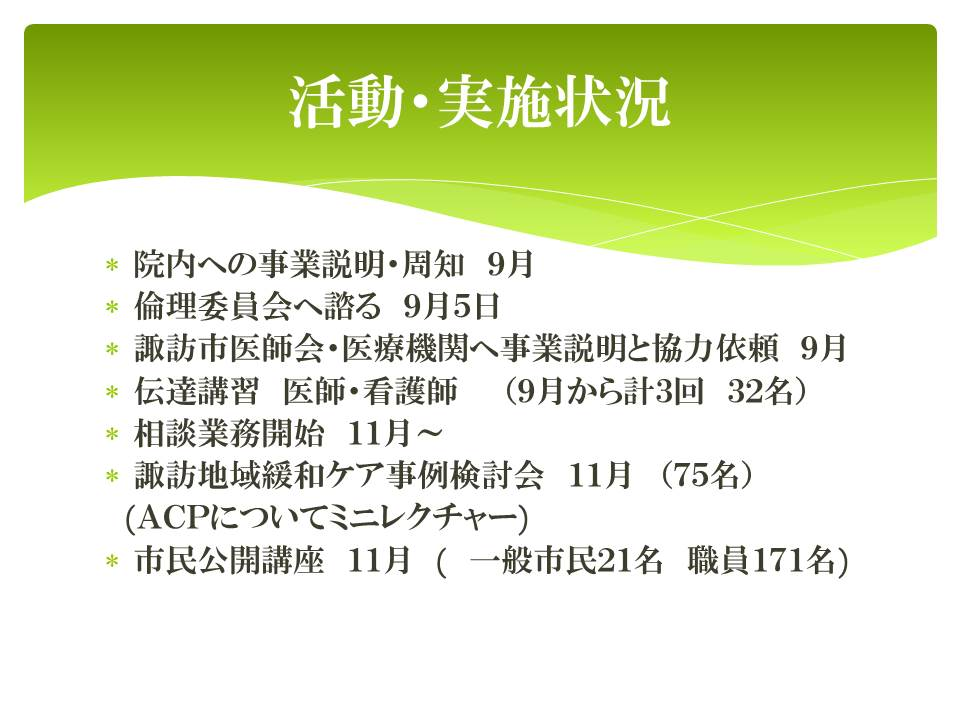 活動・実施状況
* 院内への事業説明・周知　9月
* 倫理委員会へ諮る　9月5日
* 諏訪市医師会・医療機関へ事業説明と協力依頼　9月
* 伝達講習　医師・看護師　（9月から計3回　32名）
* 相談業務開始　11月～
* 諏訪地域緩和ケア事例検討会　11月　（75名）
(ACPについてミニレクチャー)
* 市民公開講座　11月　(　一般市民21名　職員171名)